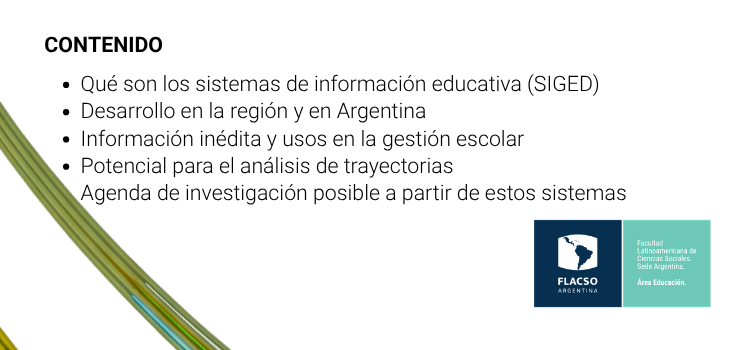 CONTENIDO
• Qué son los sistemas de información educativa (SIGED)
• Desarrollo en la región y en Argentina
• Información inédita y usos en la gestión escolar
• Potencial para el análisis de trayectorias
Agenda de investigación posible a partir de estos sistemas
FLACSO
ARGENTINA
Facultad
Latinoamericana de
Ciencias Sociales.
Sede Argentina.
Área Educación.